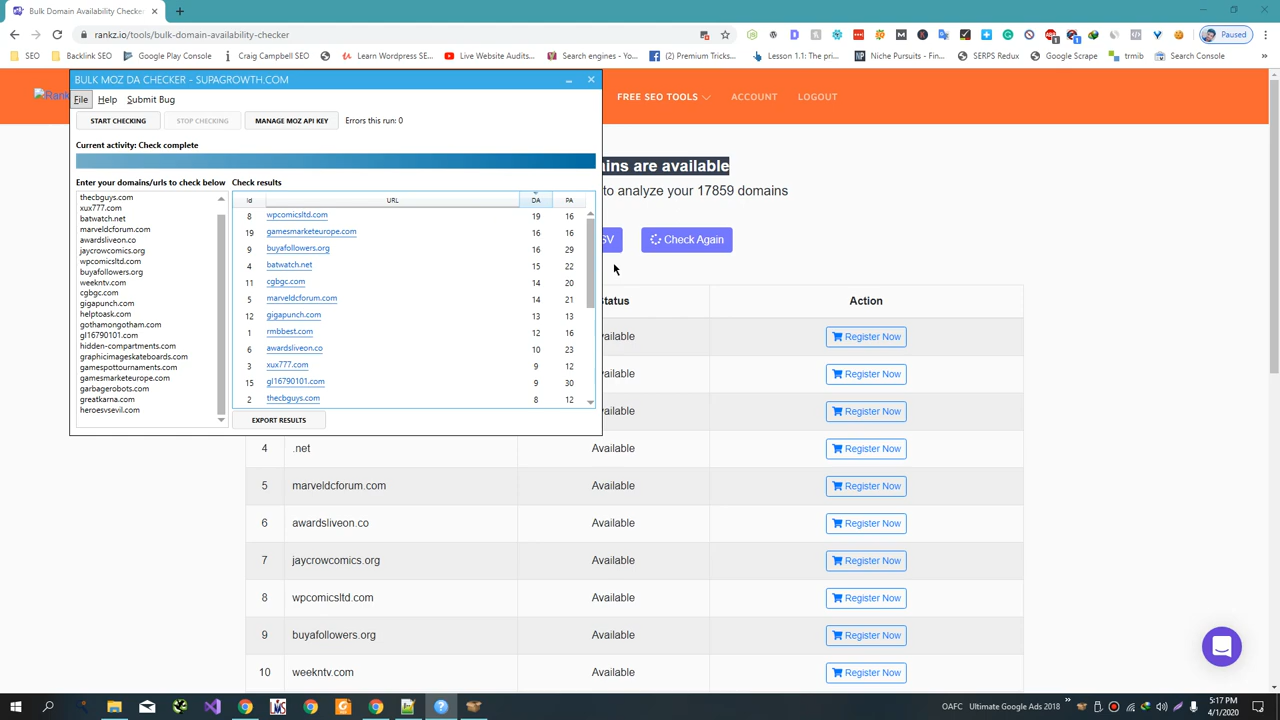 Bulk Domain Availability Checker
rankz.io/tools/bulk-domain-availability-checker
Paused
SEO
Backlink SEO
Google Play Console
Craig Campbell SEO
Learn Wordpress SE...
Live Website Audits...
Search engines - Yo...
(2) Premium Tricks...
Lesson 1.1: The pri...
Niche Pursuits - Fin...
SERPS Redux
Google Scrape
trmib
Search Console
BULK MOZ DA CHECKER - SUPAGROWTH.COM
FREE SEO TOOLS
ACCOUNT
LOGOUT
File
Help
Submit Bug
START CHECKING
STOP CHECKING
MANAGE MOZ API KEY
Errors this run: 0
Current activity: Check complete
ains are available
to analyze your 17859 domains
SV
Check Again
Enter your domains/urls to check below
thecbguys.com
xux777.com
batwatch.net
marveldcforum.com
awardsliveon.co
jaycrowcomics.org
wpcomicsltd.com
buyafollowers.org
weekntv.com
cgbgc.com
gigapunch.com
helptoask.com
gothamongotham.com
gl16790101.com
hidden-compartments.com
graphicimageskateboards.com
gamespottournaments.com
gamesmarketeurope.com
garbagerobots.com
greatkarna.com
heroesvsevil.com
Check results
Id URL DA PA
8 wpcomicsltd.com 19 16
19 gamesmarketeurope.com 16 16
9 buyafollowers.org 16 29
4 batwatch.net 15 22
11 cgbgc.com 14 20
5 marveldcforum.com 14 21
12 gigapunch.com 13 13
1 rmbbest.com 12 16
6 awardsliveon.co 10 23
3 xux777.com 9 12
15 gl16790101.com 9 30
2 thecbguys.com 8 12
EXPORT RESULTS
Status Action
Available Register Now
Available Register Now
Available Register Now
4 .net Available Register Now
5 marveldcforum.com Available Register Now
6 awardsliveon.co Available Register Now
7 jaycrowcomics.org Available Register Now
8 wpcomicsltd.com Available Register Now
9 buyafollowers.org Available Register Now
10 weekntv.com Available Register Now
OAFC
Ultimate Google Ads 2018
5:17 PM
4/1/2020